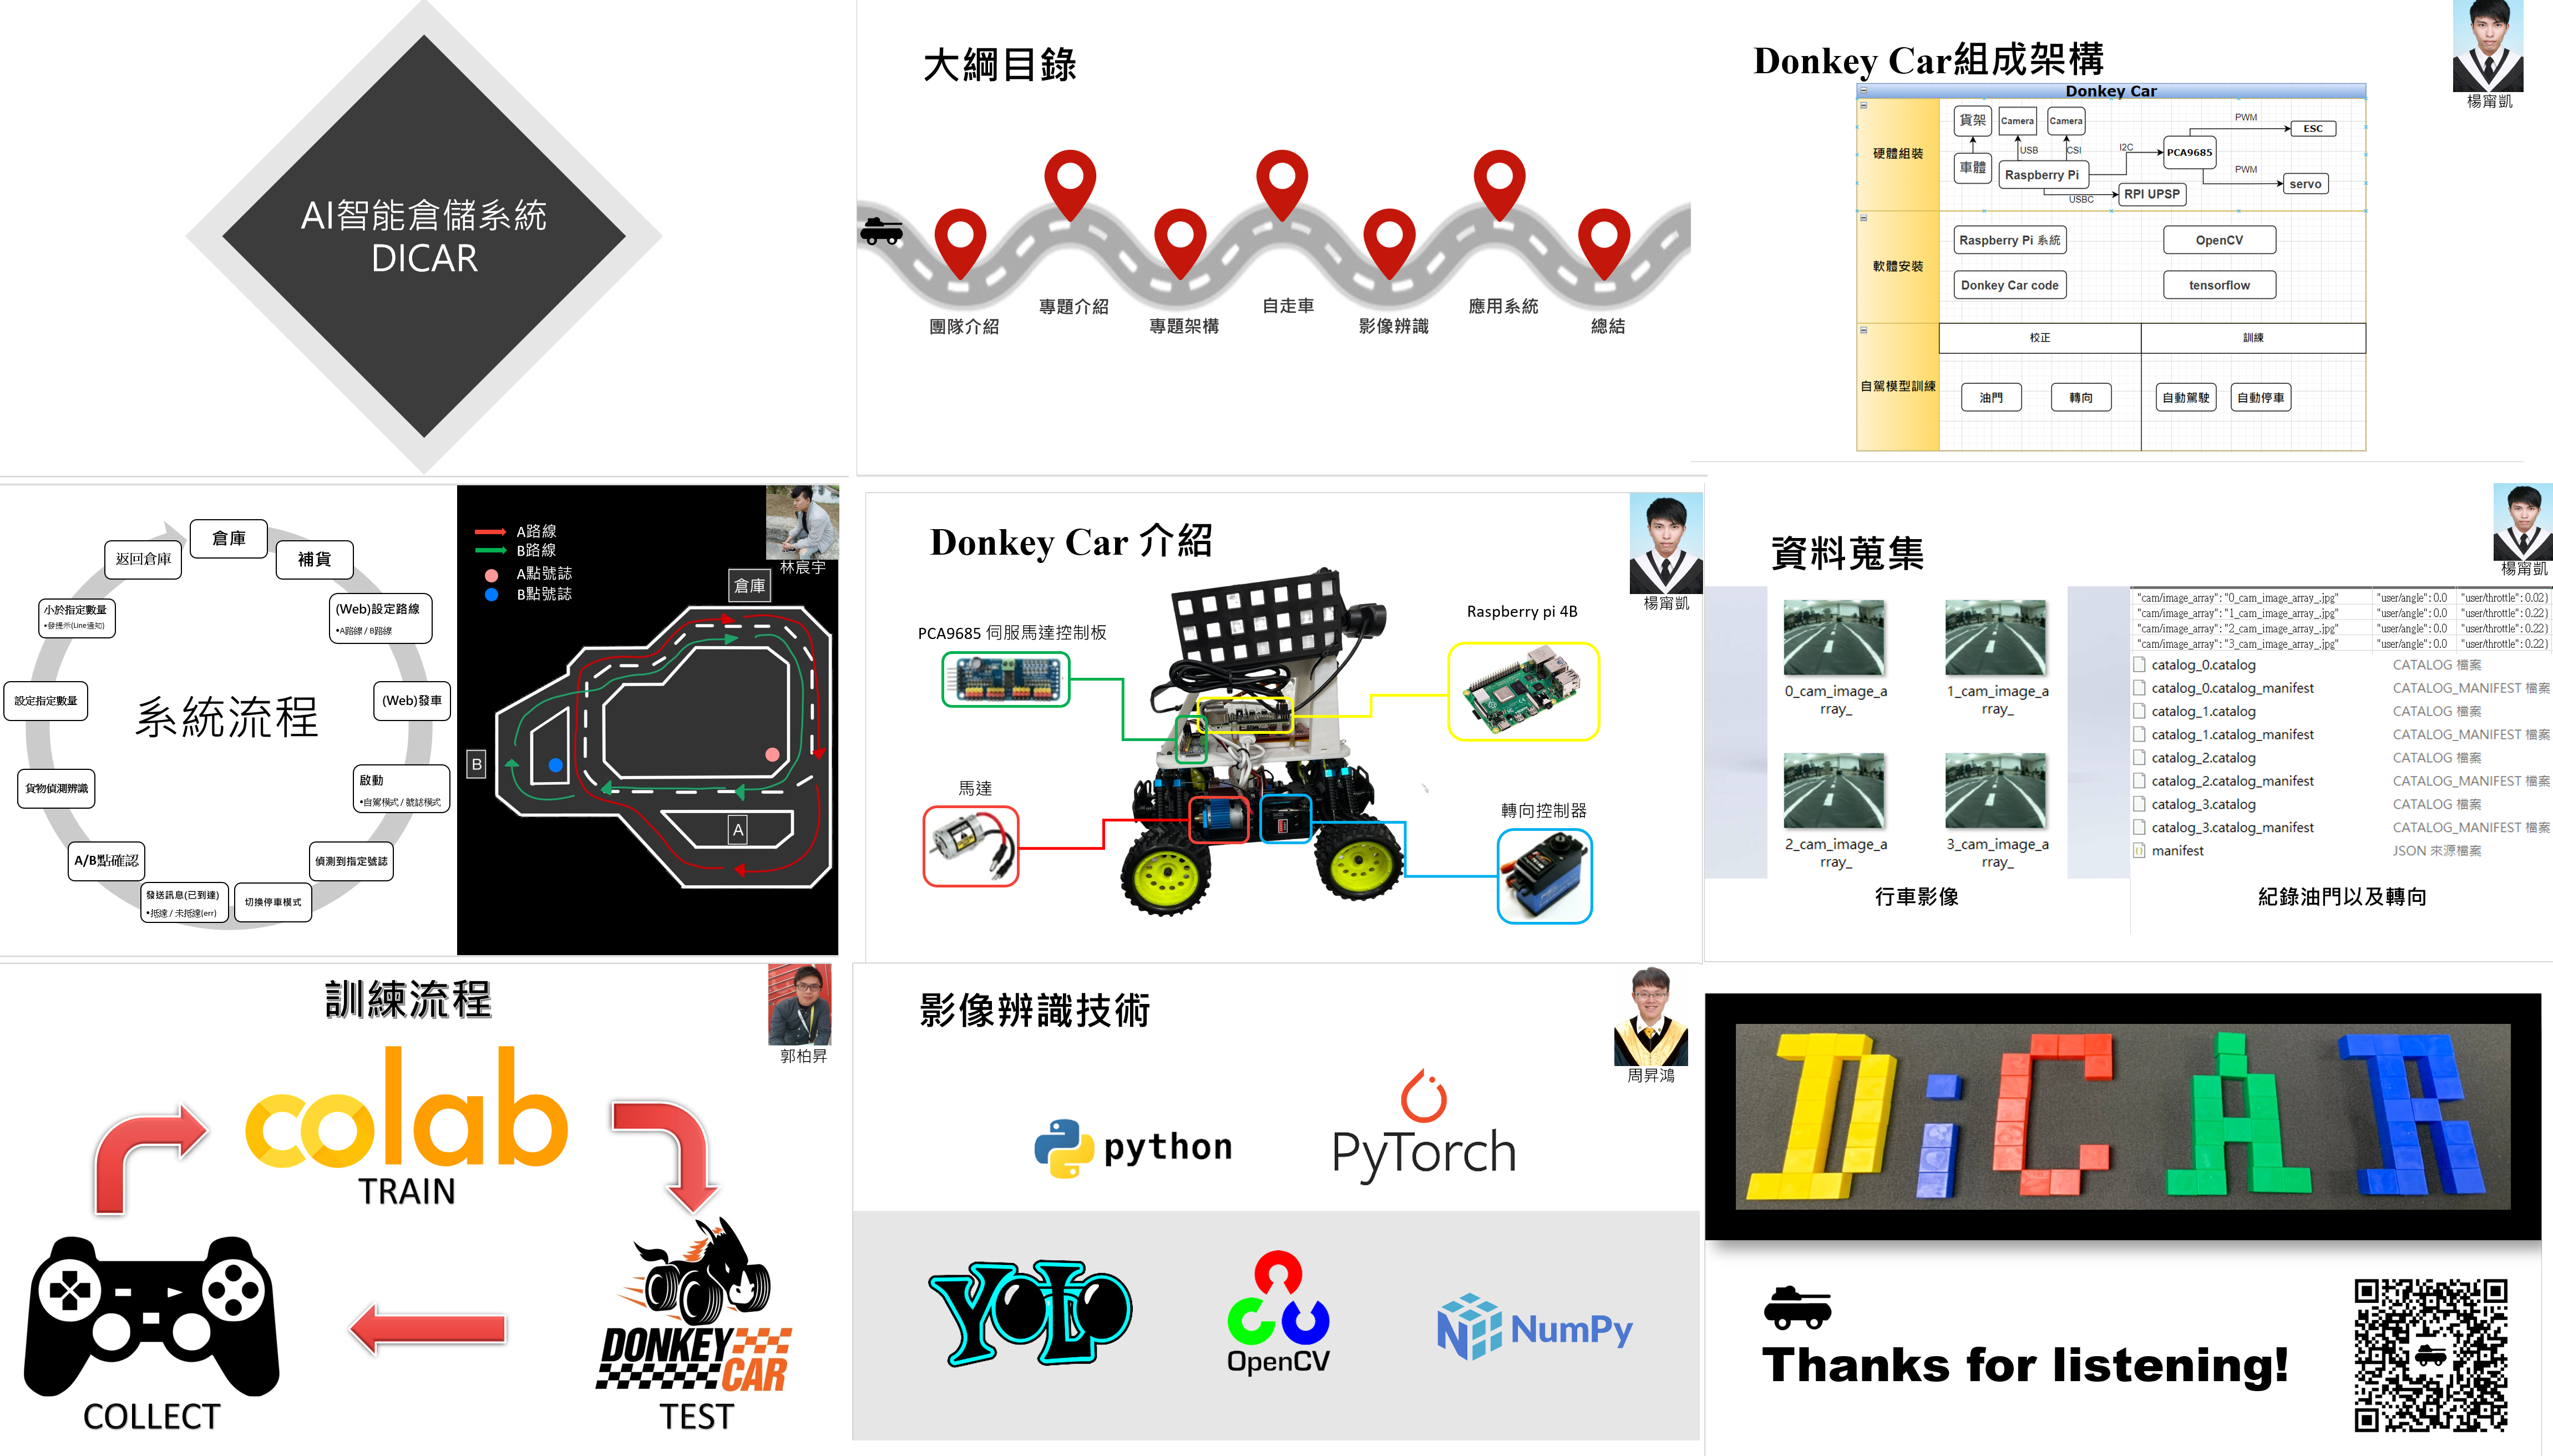 AI智能倉儲系統
DICAR
大綱目錄
團隊介紹
專題介紹
專題架構
自走車
影像辨識
應用系統
總結
Donkey Car組成架構
楊甯凱
Donkey Car
硬體組裝
貨架
Camera
Camera
車體
USB
CSI
Raspberry Pi
I2C
PCA9685
PWM
ESC
PWM
servo
USBC
RPI UPSP
軟體安裝
Raspberry Pi 系統
OpenCV
Donkey Car code
tensorflow
自駕模型訓練
校正
訓練
油門
轉向
自動駕駛
自動停車
系統流程
倉庫
補貨
(Web)設定路線
•A路線 / B路線
(Web)發車
啟動
•自駕模式 / 號誌模式
偵測到指定號誌
切換停車模式
發送訊息(已到達)
•抵達 / 未抵達(err)
A/B點確認
貨物偵測辨識
設定指定數量
小於指定數量
•發提示(Line通知)
返回倉庫
A路線
B路線
A點號誌
B點號誌
林宸宇
倉庫
B
A
Donkey Car 介紹
楊甯凱
PCA9685 伺服馬達控制板
Raspberry pi 4B
馬達
轉向控制器
資料蒐集
楊甯凱
0_cam_image_a
rray_
1_cam_image_a
rray_
2_cam_image_a
rray_
3_cam_image_a
rray_
行車影像
"cam/image_array": "0_cam_image_array_.jpg" "user/angle": 0.0 "user/throttle": 0.02}
"cam/image_array": "1_cam_image_array_.jpg" "user/angle": 0.0 "user/throttle": 0.22}
"cam/image_array": "2_cam_image_array_.jpg" "user/angle": 0.0 "user/throttle": 0.22}
"cam/image_array": "3_cam_image_array_.jpg" "user/angle": 0.0 "user/throttle": 0.22}
catalog_0.catalog CATALOG 檔案
catalog_0.catalog_manifest CATALOG_MANIFEST 檔案
catalog_1.catalog CATALOG 檔案
catalog_1.catalog_manifest CATALOG_MANIFEST 檔案
catalog_2.catalog CATALOG 檔案
catalog_2.catalog_manifest CATALOG_MANIFEST 檔案
catalog_3.catalog CATALOG 檔案
catalog_3.catalog_manifest CATALOG_MANIFEST 檔案
manifest JSON 來源檔案
紀錄油門以及轉向
訓練流程
郭柏昇
colab
TRAIN
COLLECT
DONKEY
CAR
TEST
影像辨識技術
周昇鴻
python
PyTorch
YOLO
OpenCV
NumPy
DiCAR
Thanks for listening!